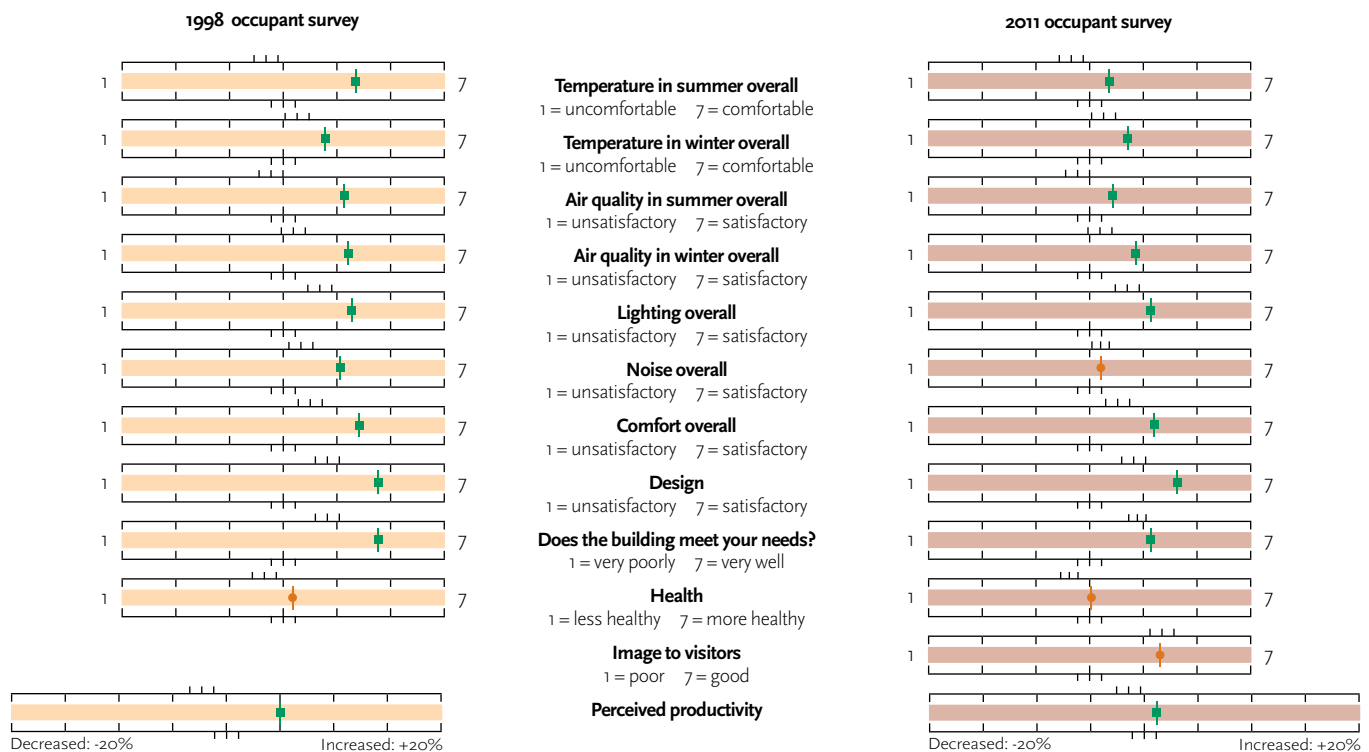 1998 occupant survey
2011 occupant survey
1
7
Temperature in summer overall
1 = uncomfortable 7 = comfortable
1
7
1
7
Temperature in winter overall
1 = uncomfortable 7 = comfortable
1
7
1
7
Air quality in summer overall
1 = unsatisfactory 7 = satisfactory
1
7
1
7
Air quality in winter overall
1 = unsatisfactory 7 = satisfactory
1
7
1
7
Lighting overall
1 = unsatisfactory 7 = satisfactory
1
7
1
7
Noise overall
1 = unsatisfactory 7 = satisfactory
1
7
1
7
Comfort overall
1 = unsatisfactory 7 = satisfactory
1
7
1
7
Design
1 = unsatisfactory 7 = satisfactory
1
7
1
7
Does the building meet your needs?
1 = very poorly 7 = very well
1
7
1
7
Health
1 = less healthy 7 = more healthy
1
7
Image to visitors
1 = poor 7 = good
1
7
Perceived productivity
Decreased: -20%
Increased: +20%
Decreased: -20%
Increased: +20%